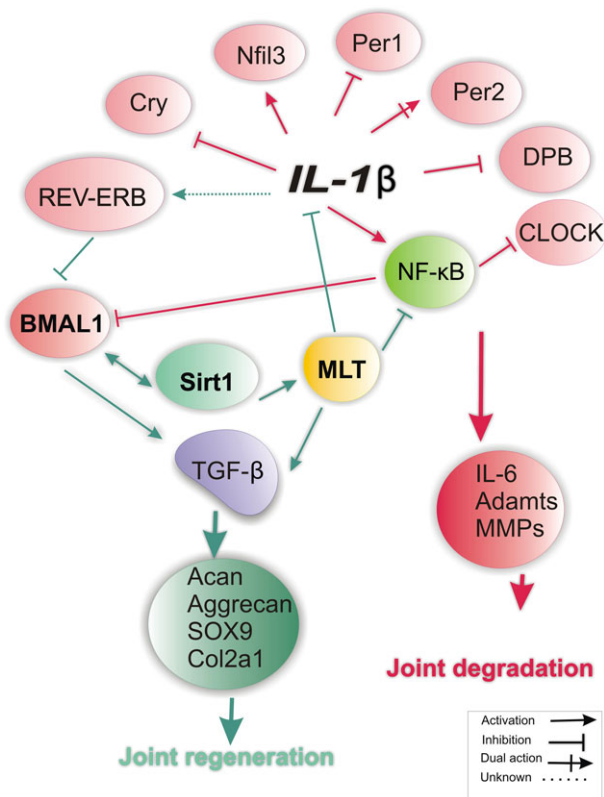 Nfil3
Per1
Cry
Per2
IL-1β
DPB
REV-ERB
CLOCK
NF-κB
BMAL1
Sirt1
MLT
TGF-β
IL-6
Adamts
MMPs
Acan
Aggrecan
SOX9
Col2a1
Joint degradation
Joint regeneration
Activation
Inhibition
Dual action
Unknown